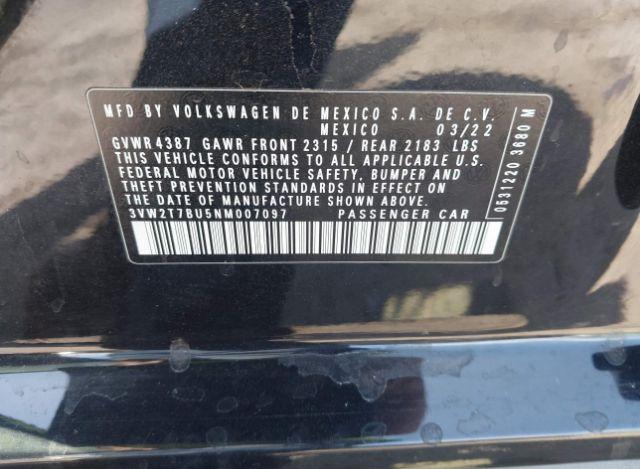 MFD BY VOLKSWAGEN DE MEXICO S.A. DE C.V.
MEXICO 03/22
GVWR 4387 GAWR FRONT 2315 / REAR 2183 LBS
THIS VEHICLE CONFORMS TO ALL APPLICABLE U.S.
FEDERAL MOTOR VEHICLE SAFETY, BUMPER AND
THEFT PREVENTION STANDARDS IN EFFECT ON
THE DATE OF MANUFACTURE SHOWN ABOVE.
3VW2T7BU5NM007097 PASSENGER CAR
0531220 3680 M